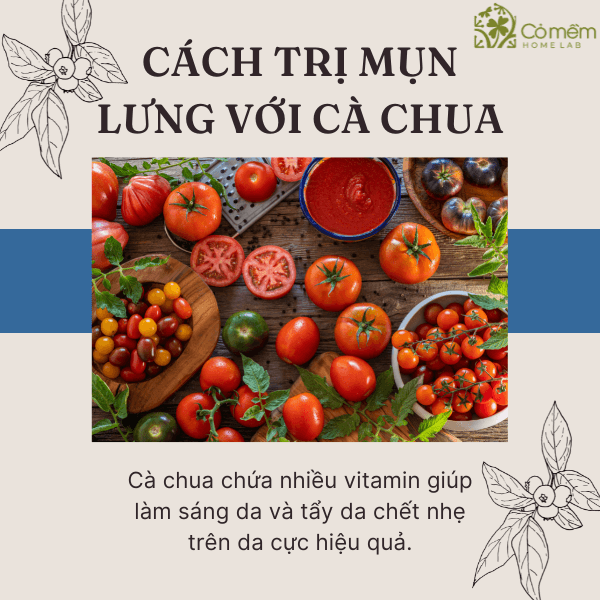 Cỏ mềm
HOME LAB
CÁCH TRỊ MỤN
LƯNG VỚI CÀ CHUA
Cà chua chứa nhiều vitamin giúp
làm sáng da và tẩy da chết nhẹ
trên da cực hiệu quả.